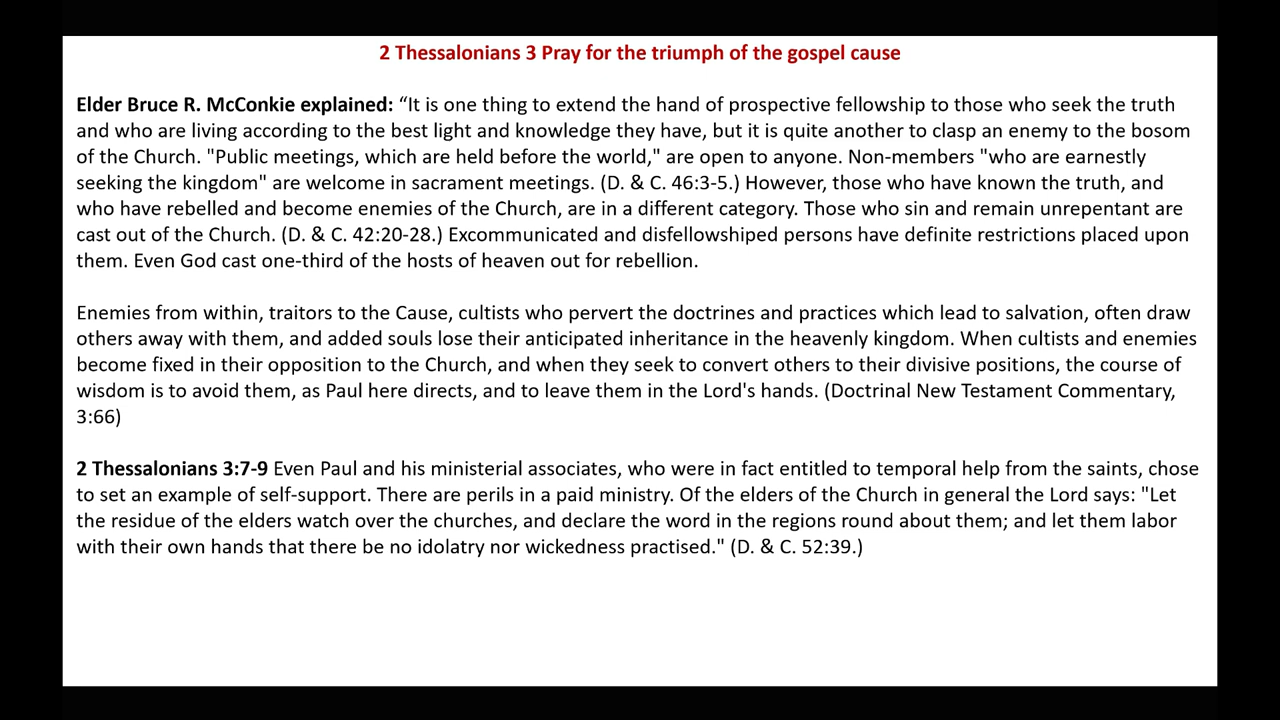 2 Thessalonians 3 Pray for the triumph of the gospel cause
Elder Bruce R. McConkie explained: “It is one thing to extend the hand of prospective fellowship to those who seek the truth
and who are living according to the best light and knowledge they have, but it is quite another to clasp an enemy to the bosom
of the Church. "Public meetings, which are held before the world," are open to anyone. Non-members "who are earnestly
seeking the kingdom" are welcome in sacrament meetings. (D. & C. 46:3-5.) However, those who have known the truth, and
who have rebelled and become enemies of the Church, are in a different category. Those who sin and remain unrepentant are
cast out of the Church. (D. & C. 42:20-28.) Excommunicated and disfellowshiped persons have definite restrictions placed upon
them. Even God cast one-third of the hosts of heaven out for rebellion.
Enemies from within, traitors to the Cause, cultists who pervert the doctrines and practices which lead to salvation, often draw
others away with them, and added souls lose their anticipated inheritance in the heavenly kingdom. When cultists and enemies
become fixed in their opposition to the Church, and when they seek to convert others to their divisive positions, the course of
wisdom is to avoid them, as Paul here directs, and to leave them in the Lord's hands. (Doctrinal New Testament Commentary,
3:66)
2 Thessalonians 3:7-9 Even Paul and his ministerial associates, who were in fact entitled to temporal help from the saints, chose
to set an example of self-support. There are perils in a paid ministry. Of the elders of the Church in general the Lord says: "Let
the residue of the elders watch over the churches, and declare the word in the regions round about them; and let them labor
with their own hands that there be no idolatry nor wickedness practised." (D. & C. 52:39.)